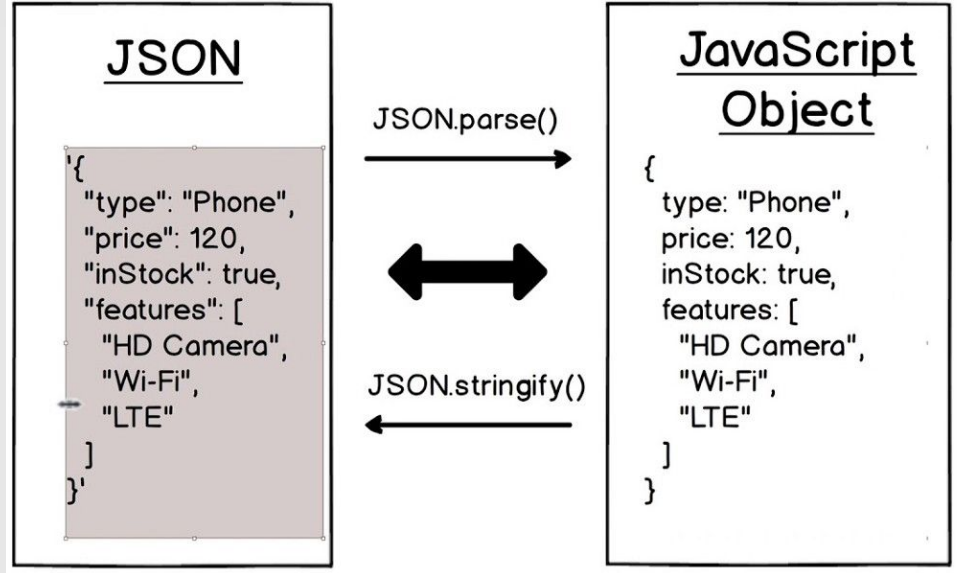 JSON
'{
"type": "Phone",
"price": 120,
"inStock": true,
"features": [
"HD Camera",
"Wi-Fi",
"LTE"
]
}'
JSON.parse()
JSON.stringify()
JavaScript
Object
{
type: "Phone",
price: 120,
inStock: true,
features: [
"HD Camera",
"Wi-Fi",
"LTE"
]
}